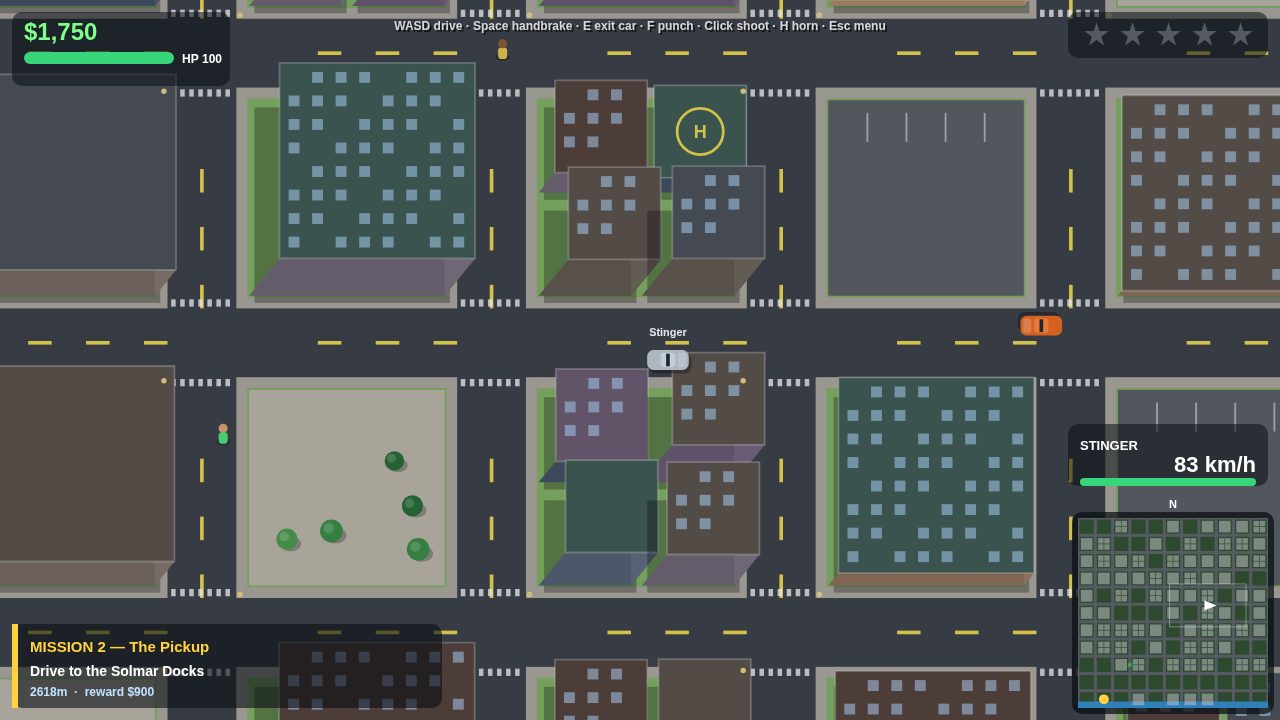 $1,750
HP 100
WASD drive · Space handbrake · E exit car · F punch · Click shoot · H horn · Esc menu
H
Stinger
STINGER
83 km/h
N
MISSION 2 — The Pickup
Drive to the Solmar Docks
2618m · reward $900